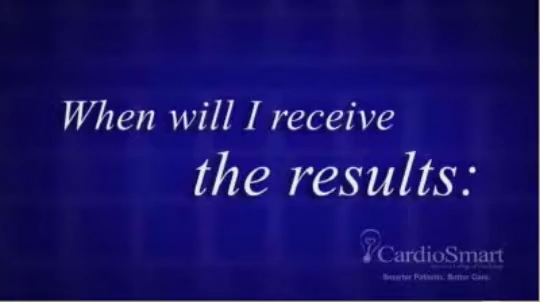 When will I receive
the results:
CardioSmart
Smarter Patients. Better Care.